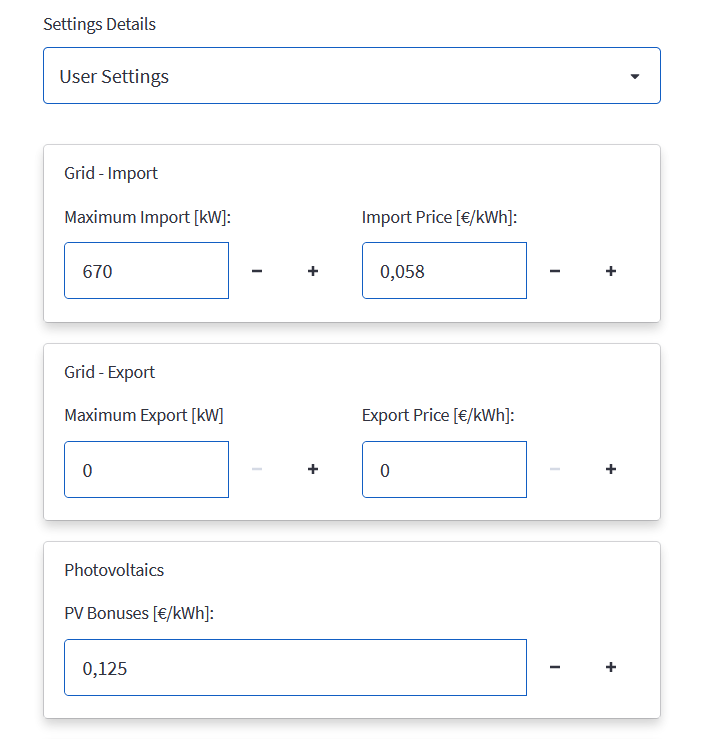 Settings Details
User Settings
Grid - Import
Maximum Import [kW]: Import Price [€/kWh]:
670 − + 0,058 − +
Grid - Export
Maximum Export [kW] Export Price [€/kWh]:
0 − + 0 − +
Photovoltaics
PV Bonuses [€/kWh]:
0,125 − +